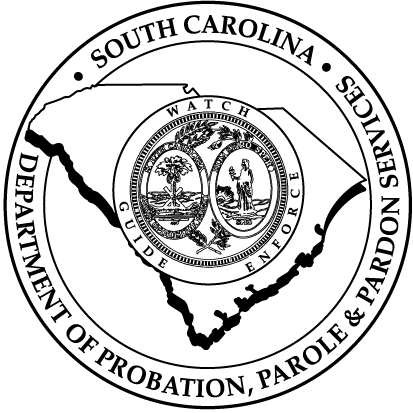 • SOUTH CAROLINA •
DEPARTMENT OF PROBATION, PAROLE & PARDON SERVICES
WATCH
GUIDE
ENFORCE